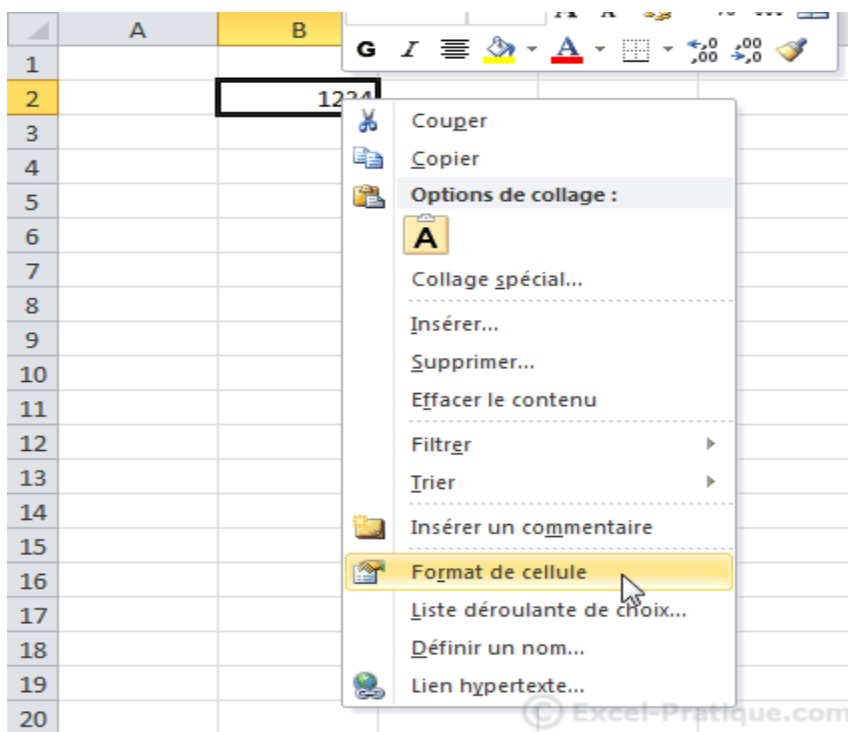 A B
G I A
1
2 1234
3
4
5
6
7
8
9
10
11
12
13
14
15
16
17
18
19
20
Couper
Copier
Options de collage :
A
Collage spécial...
Insérer...
Supprimer...
Effacer le contenu
Filtrer
Trier
Insérer un commentaire
Format de cellule
Liste déroulante de choix...
Définir un nom...
Lien hypertexte...
© Excel-Pratique.com